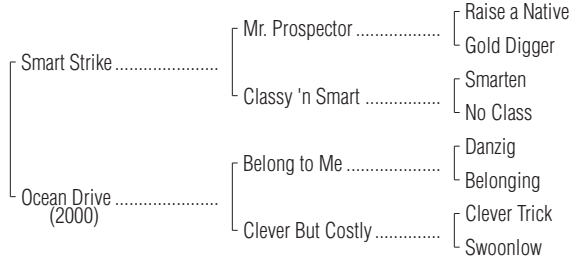 Raise a Native
Mr. Prospector ..................
Gold Digger
Smart Strike ......................
Smarten
Classy 'n Smart ................
No Class
Danzig
Belong to Me ....................
Belonging
Ocean Drive ......................
(2000)
Clever Trick
Clever But Costly ...............
Swoonlow